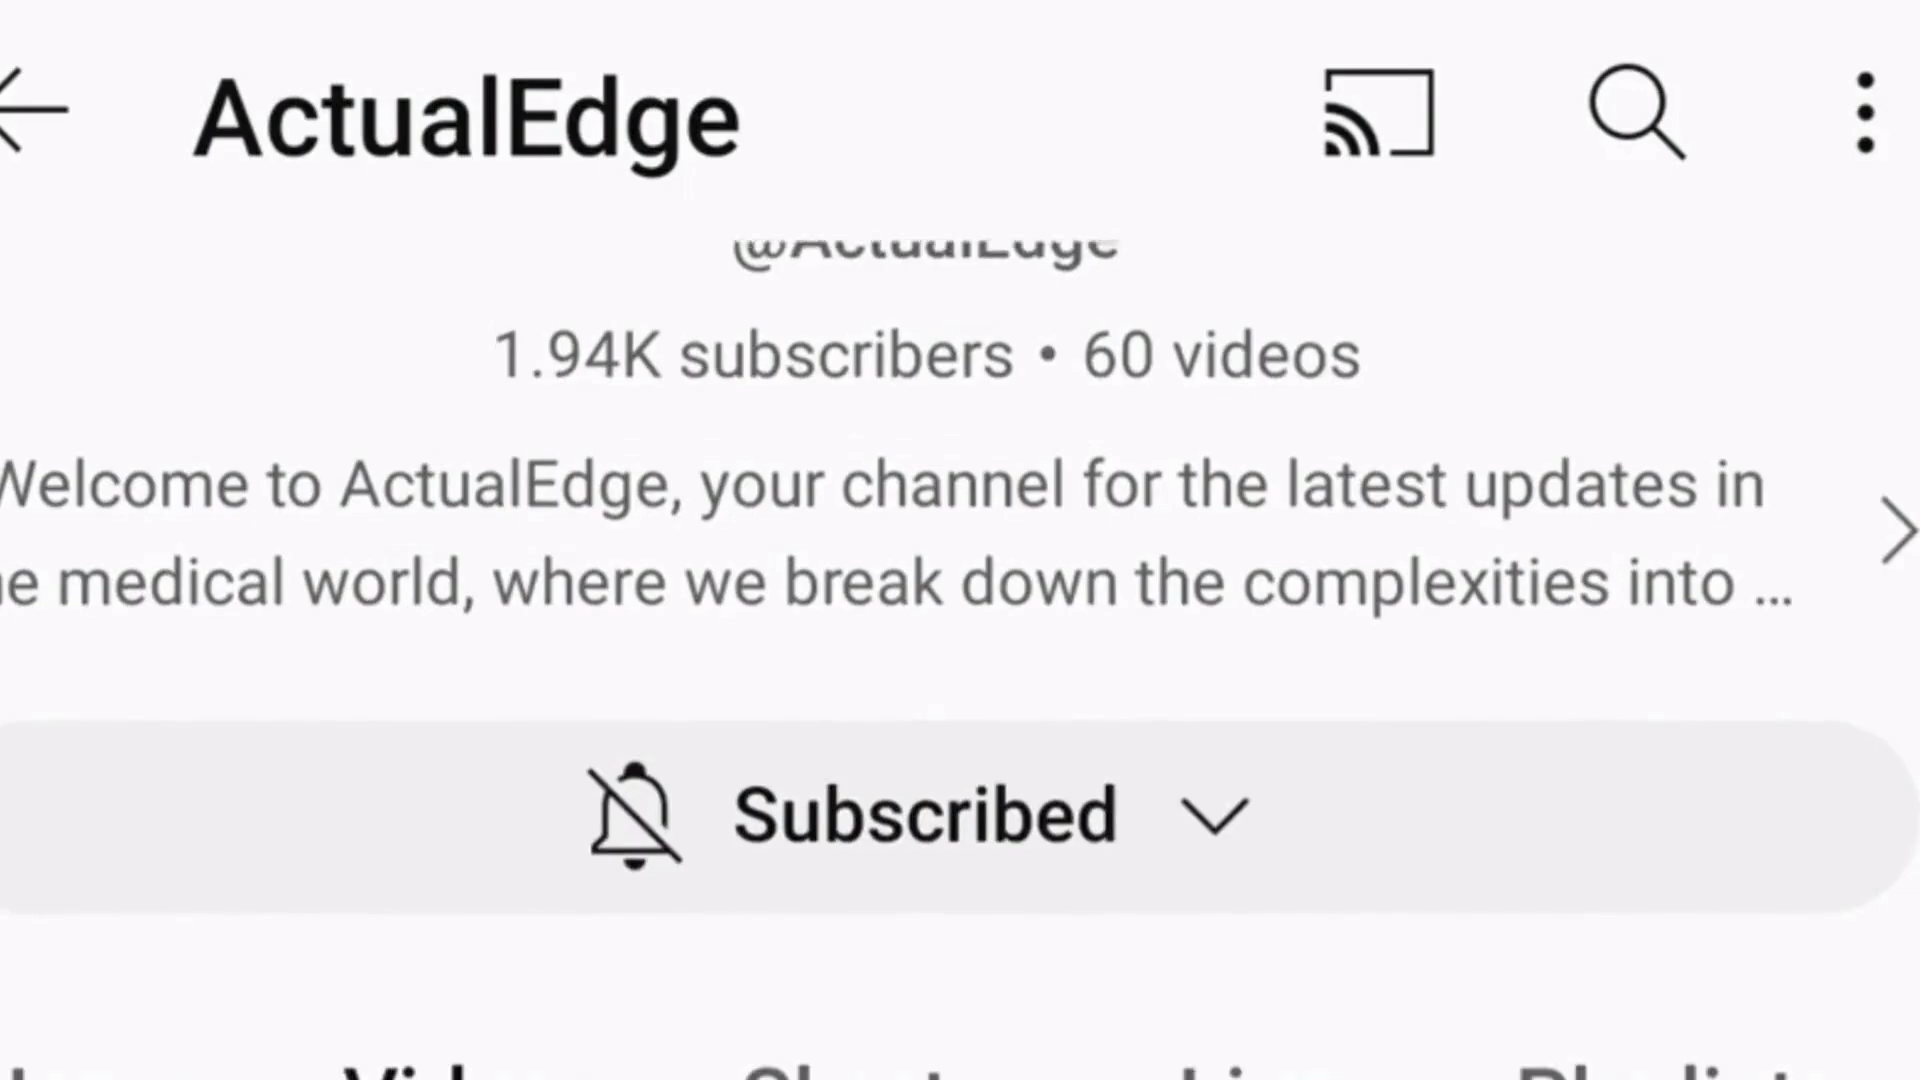 ActualEdge
@ActualEdge
1.94K subscribers • 60 videos
Welcome to ActualEdge, your channel for the latest updates in
medical world, where we break down the complexities into ...
Subscribed